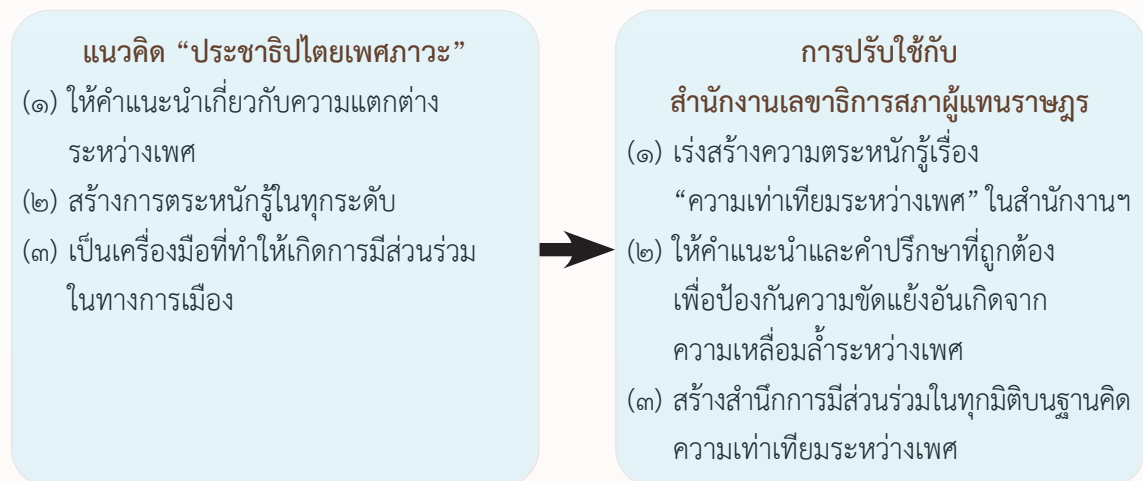 แนวคิด “ประชาธิปไตยเพศภาวะ”
(๑) ให้คำแนะนำเกี่ยวกับความแตกต่าง
ระหว่างเพศ
(๒) สร้างการตระหนักรู้ในทุกระดับ
(๓) เป็นเครื่องมือที่ทำให้เกิดการมีส่วนร่วม
ในทางการเมือง
การปรับใช้กับ
สำนักงานเลขาธิการสภาผู้แทนราษฎร
(๑) เร่งสร้างความตระหนักรู้เรื่อง
“ความเท่าเทียมระหว่างเพศ” ในสำนักงานฯ
(๒) ให้คำแนะนำและคำปรึกษาที่ถูกต้อง
เพื่อป้องกันความขัดแย้งอันเกิดจาก
ความเหลื่อมล้ำระหว่างเพศ
(๓) สร้างสำนึกการมีส่วนร่วมในทุกมิติบนฐานคิด
ความเท่าเทียมระหว่างเพศ